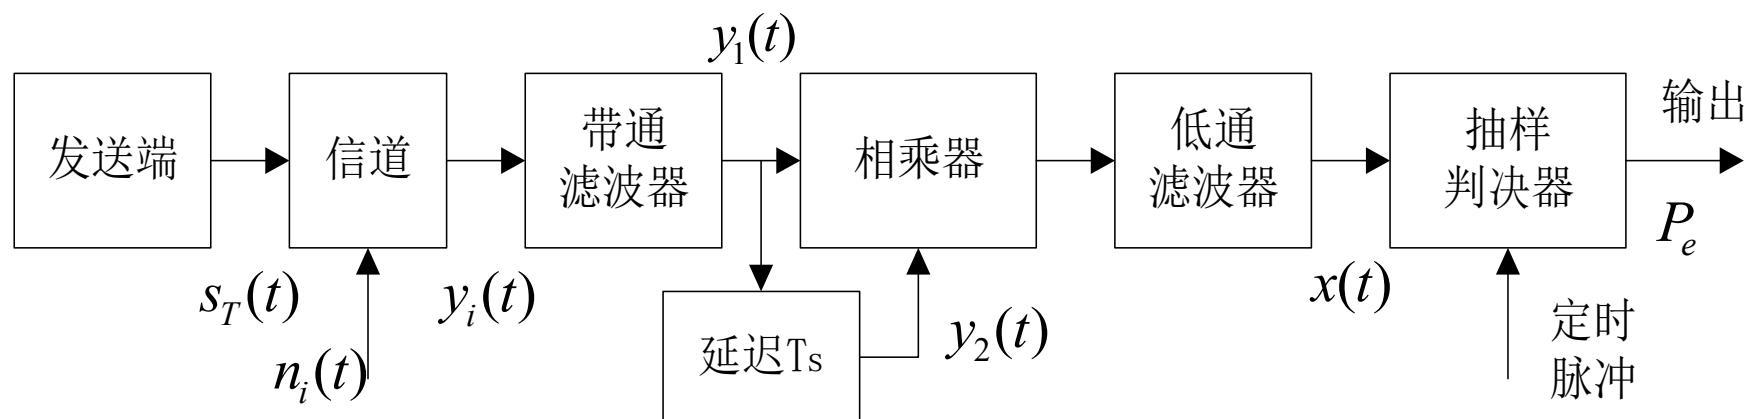 y₁(t)
发送端
信道
带通
滤波器
相乘器
低通
滤波器
抽样
判决器
输出
Pₑ
s_T(t)
yᵢ(t)
x(t)
nᵢ(t)
延迟Ts
y₂(t)
定时
脉冲